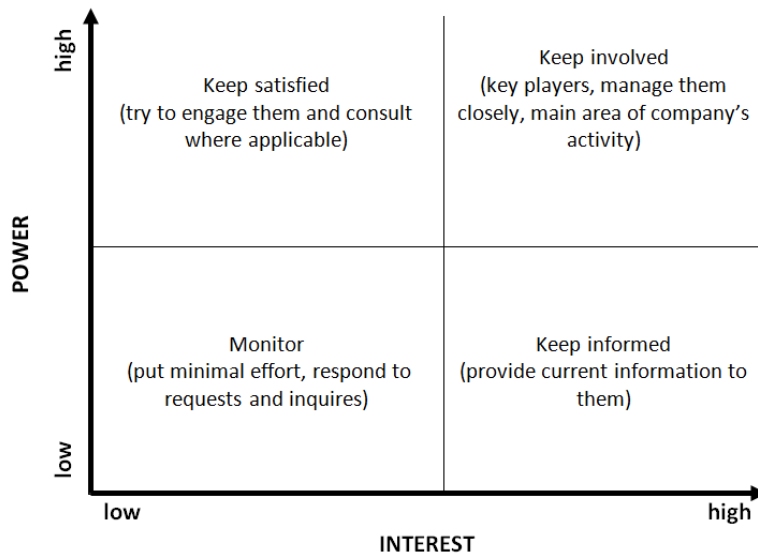 high
Keep satisfied
(try to engage them and consult
where applicable)
Keep involved
(key players, manage them
closely, main area of company's
activity)
POWER
Monitor
(put minimal effort, respond to
requests and inquires)
Keep informed
(provide current information to
them)
low
low
high
INTEREST